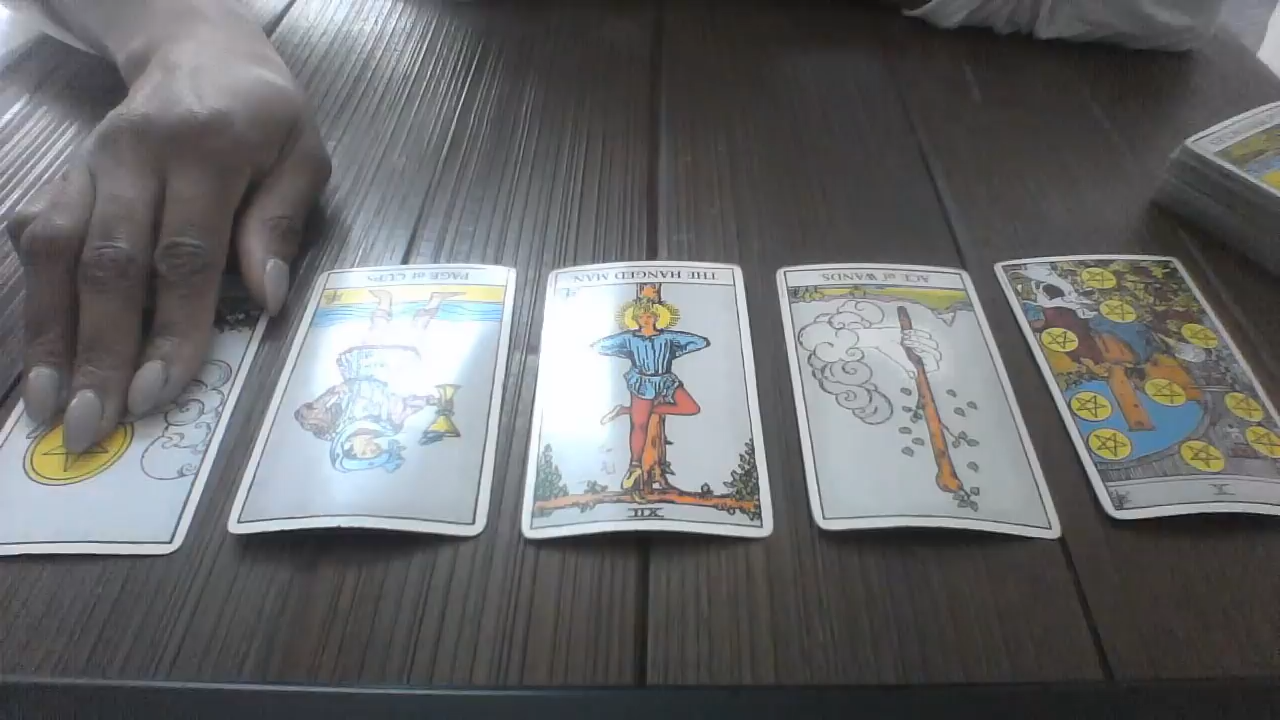 PAGE of CUPS
THE HANGED MAN.
ACE of WANDS
XII
X